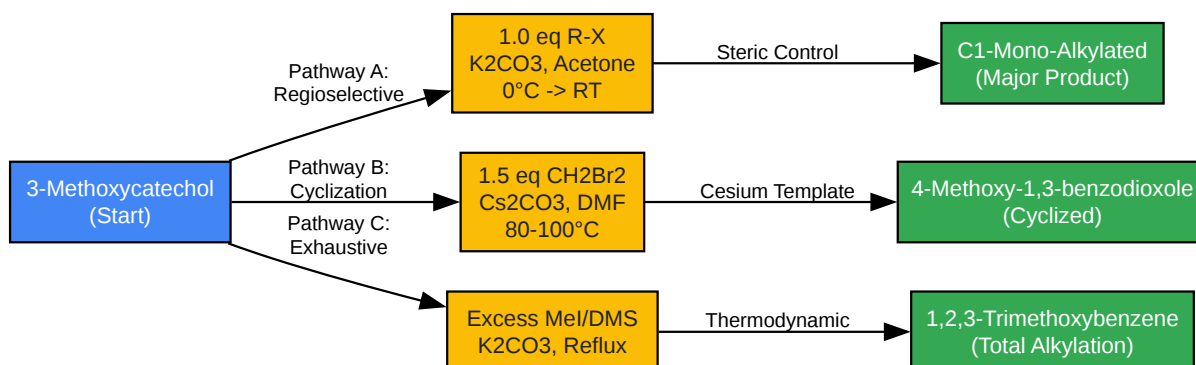 3-Methoxycatechol
(Start)
Pathway A:
Regioselective
1.0 eq R-X
K2CO3, Acetone
0°C -> RT
Steric Control
C1-Mono-Alkylated
(Major Product)
Pathway B:
Cyclization
1.5 eq CH2Br2
Cs2CO3, DMF
80-100°C
Cesium Template
4-Methoxy-1,3-benzodioxole
(Cyclized)
Pathway C:
Exhaustive
Excess MeI/DMS
K2CO3, Reflux
Thermodynamic
1,2,3-Trimethoxybenzene
(Total Alkylation)